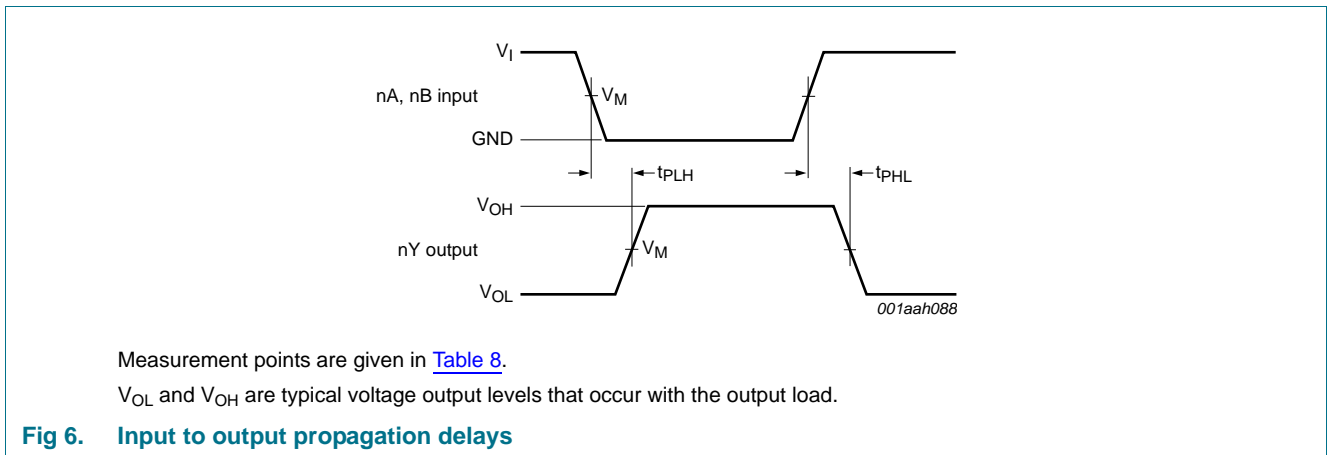 VI
nA, nB input
VM
GND
tPLH
tPHL
VOH
nY output
VM
VOL
001aah088
Measurement points are given in Table 8.
VOL and VOH are typical voltage output levels that occur with the output load.
Fig 6. Input to output propagation delays